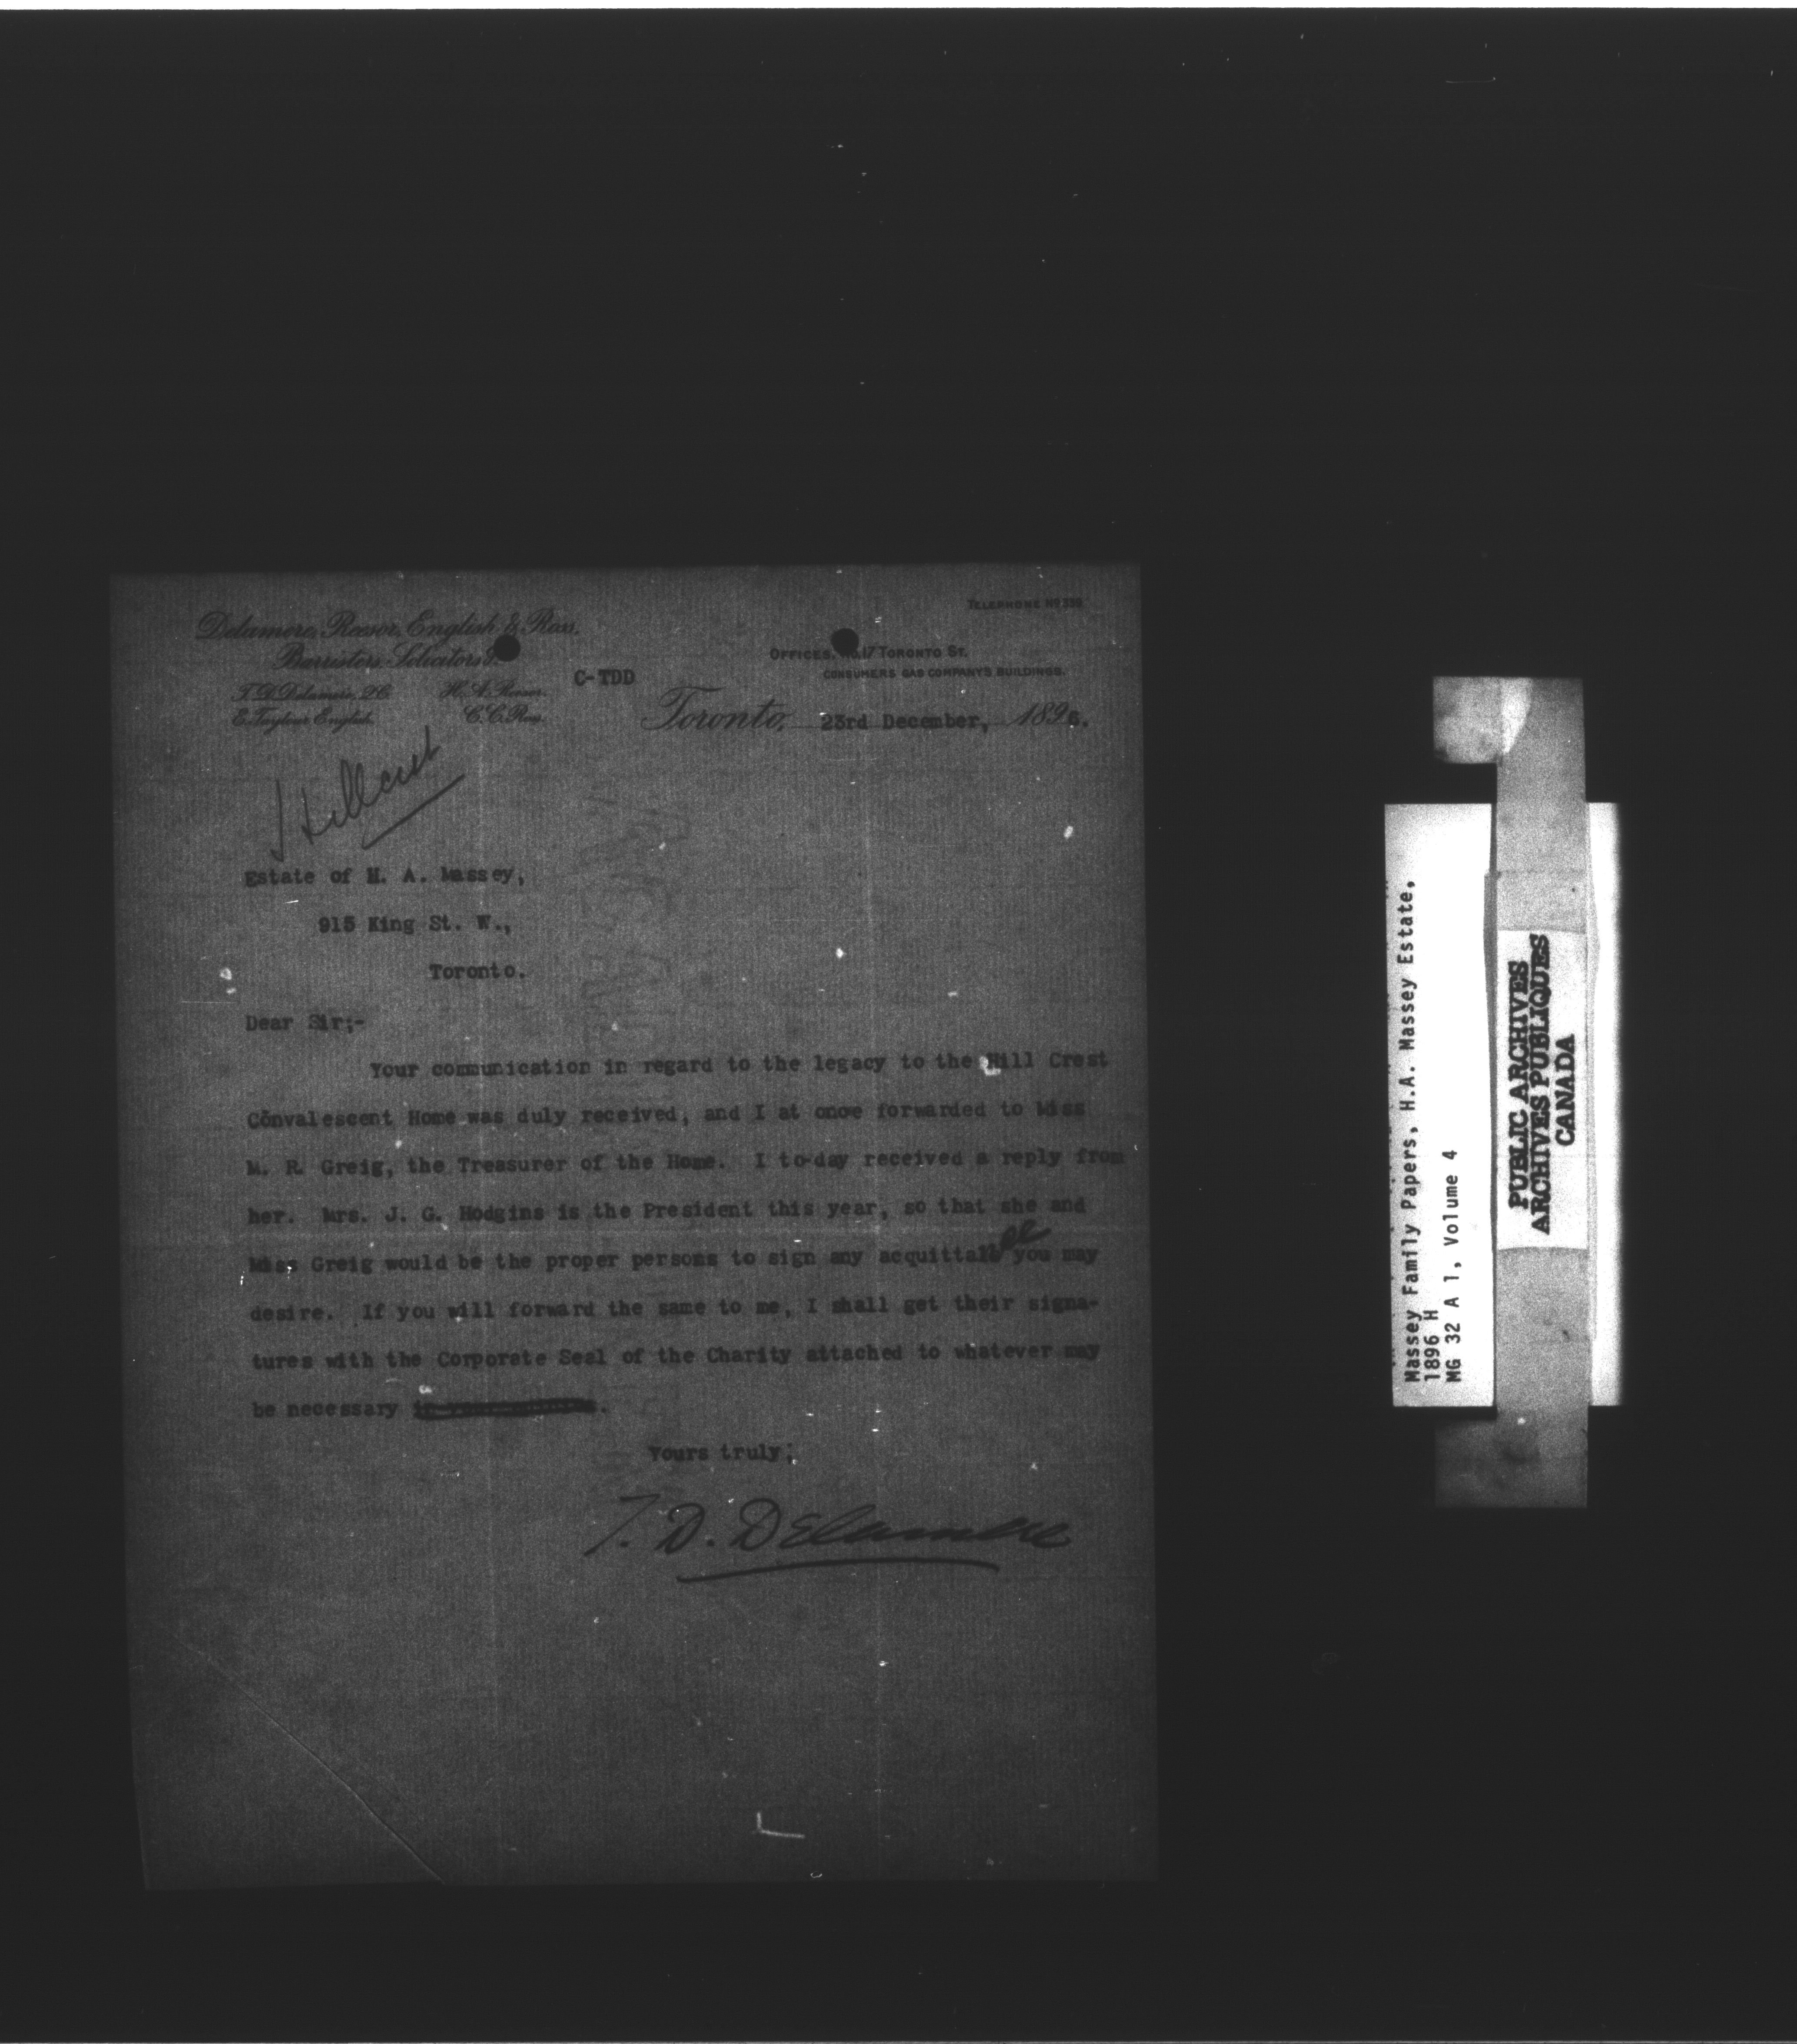 TELEPHONE No 339
Delamere, Reesor, English & Ross,
Barristers, Solicitors &
OFFICES, No. 17 TORONTO ST.
CONSUMERS GAS COMPANY'S BUILDINGS.
C-TDD
T. D. Delamere, Q.C. H. A. Reesor.
E. Taylour English. C. C. Ross.
Toronto, 23rd December, 1896.
Hillcrest
Estate of H. A. Massey,
915 King St. W.,
Toronto.
Dear Sir;-
Your communication in regard to the legacy to the Hill Crest
Convalescent Home was duly received, and I at once forwarded to Miss
M. R. Greig, the Treasurer of the Home. I to-day received a reply from
her. Mrs. J. G. Hodgins is the President this year, so that she and
Miss Greig would be the proper persons to sign any acquittal you may
desire. If you will forward the same to me, I shall get their signa-
tures with the Corporate Seal of the Charity attached to whatever may
be necessary .
Yours truly;
T. D. Delamere
Massey Family Papers, H.A. Massey Estate,
1896 H
MG 32 A 1, Volume 4
PUBLIC ARCHIVES
ARCHIVES PUBLIQUES
CANADA